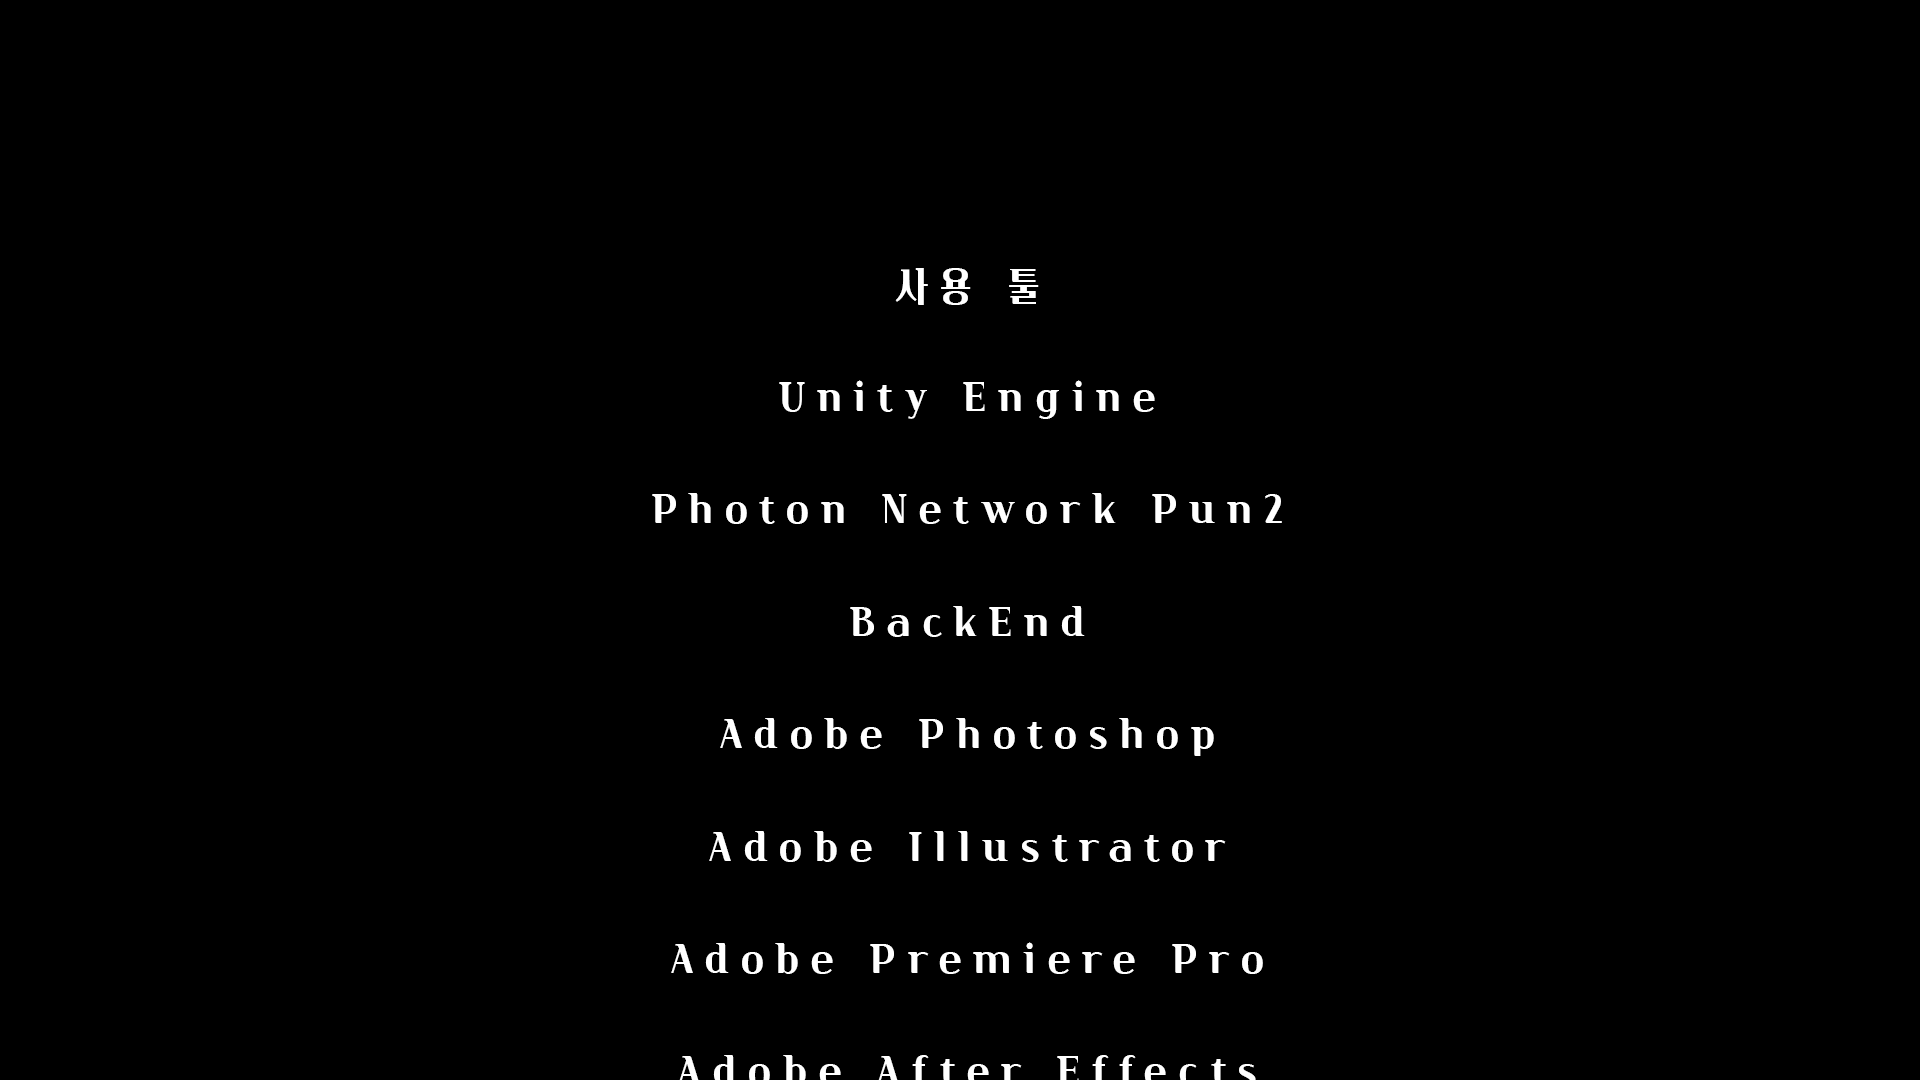 사용 툴
Unity Engine
Photon Network Pun2
BackEnd
Adobe Photoshop
Adobe Illustrator
Adobe Premiere Pro
Adobe After Effects